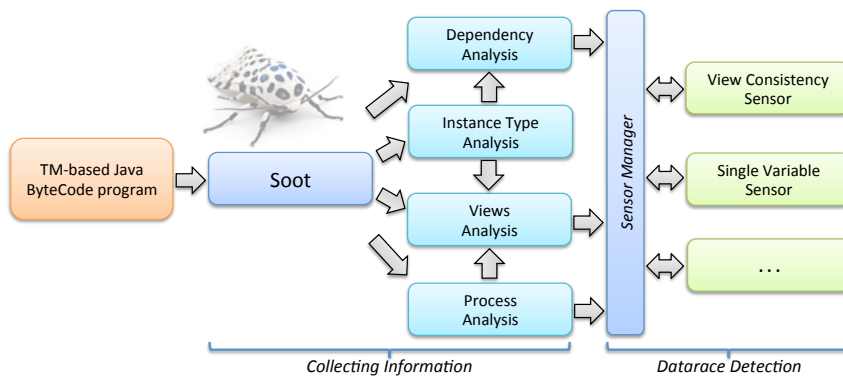 Dependency
Analysis
View Consistency
Sensor
Instance Type
Analysis
TM-based Java
ByteCode program
Soot
Sensor Manager
Single Variable
Sensor
Views
Analysis
...
Process
Analysis
Collecting Information
Datarace Detection